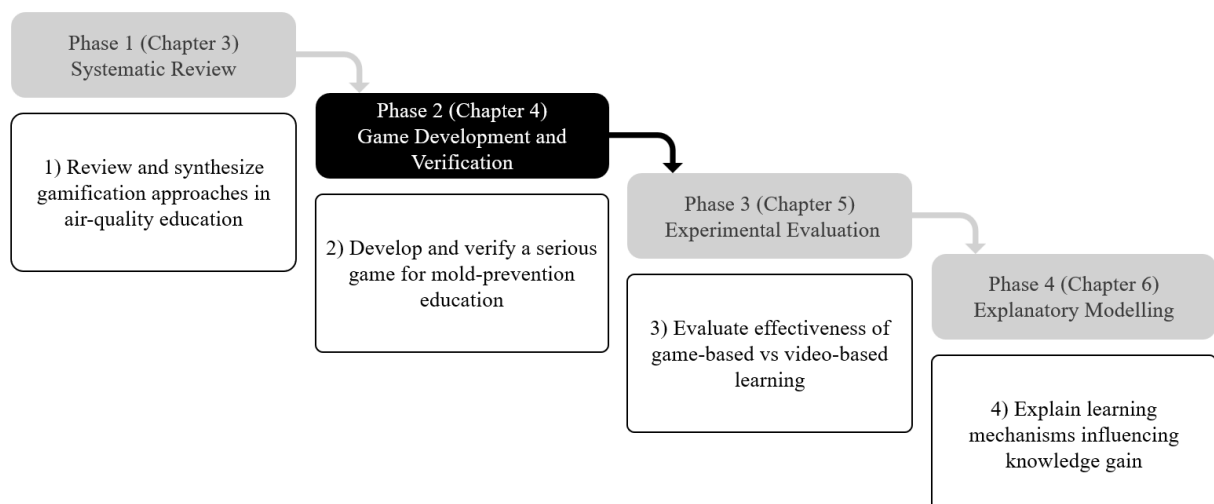 Phase 1 (Chapter 3)
Systematic Review
1) Review and synthesize
gamification approaches in
air-quality education
Phase 2 (Chapter 4)
Game Development and
Verification
2) Develop and verify a serious
game for mold-prevention
education
Phase 3 (Chapter 5)
Experimental Evaluation
3) Evaluate effectiveness of
game-based vs video-based
learning
Phase 4 (Chapter 6)
Explanatory Modelling
4) Explain learning
mechanisms influencing
knowledge gain